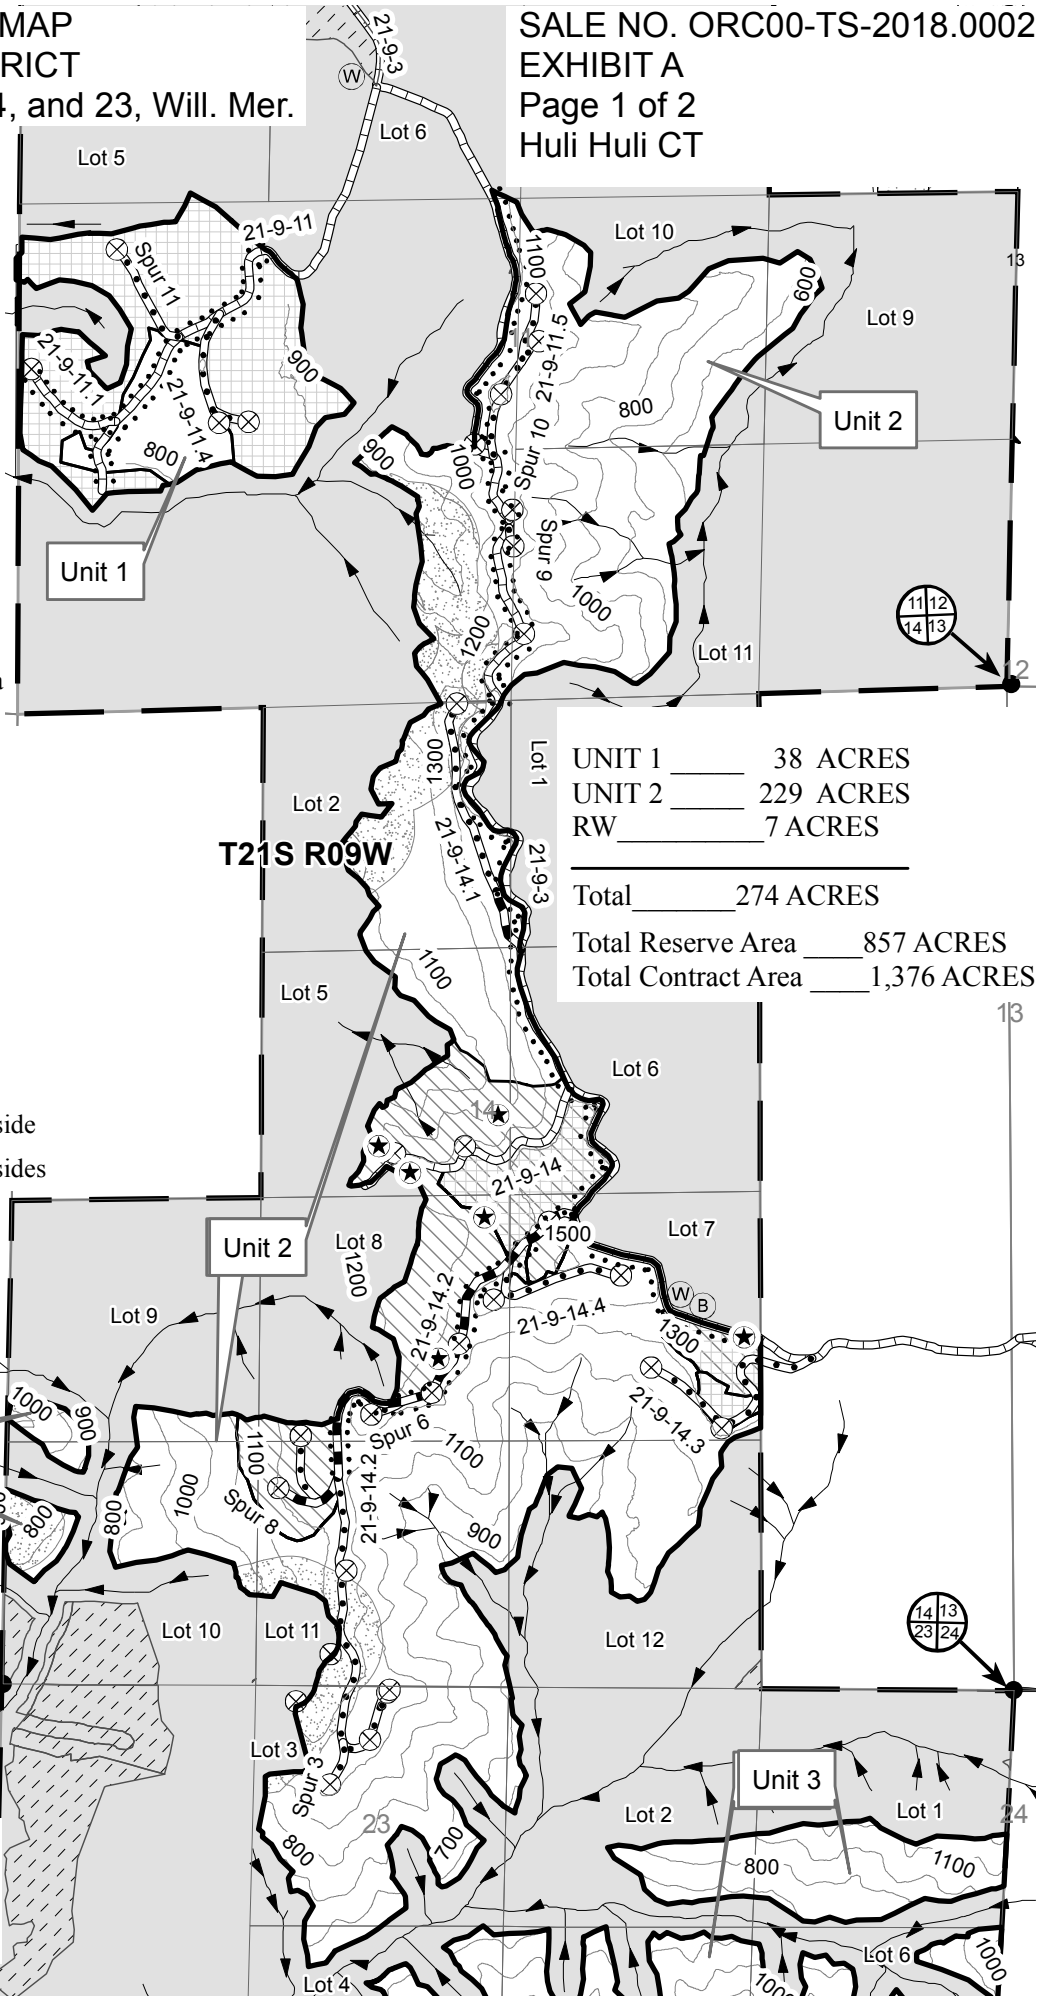 MAP
RICT
4, and 23, Will. Mer.
SALE NO. ORC00-TS-2018.0002
EXHIBIT A
Page 1 of 2
Huli Huli CT
21-9-3
W
Lot 6
Lot 5
21-9-11
Spur 11
21-9-11.1
21-9-11.4
900
800
Unit 1
Lot 10
1100
600
13
Lot 9
21-9-11.5
800
Unit 2
900
1000
Spur 10
Spur 9
1000
1200
11 12
14 13
Lot 11
12
UNIT 1 _____ 38 ACRES
UNIT 2 _____ 229 ACRES
RW__________7 ACRES
Total_______235 ACRES
Total Reserve Area ____857 ACRES
Total Contract Area ____1,376 ACRES
Lot 1
1300
Lot 2
T21S R09W
21-9-14.1
21-9-3
1100
Lot 5
13
Lot 6
side
sides
14
21-9-14
1500
Lot 7
Unit 2
Lot 8
1200
Lot 9
21-9-14.2
21-9-14.4
W
B
1300
21-9-14.3
1000
900
1100
1000
800
Spur 8
Spur 6
21-9-14.2
1100
900
800
Lot 10
Lot 11
Lot 12
14 13
23 24
Lot 3
Spur 3
23
800
700
Unit 3
Lot 2
Lot 1
24
800
1100
Lot 6
1000
Lot 4
1000